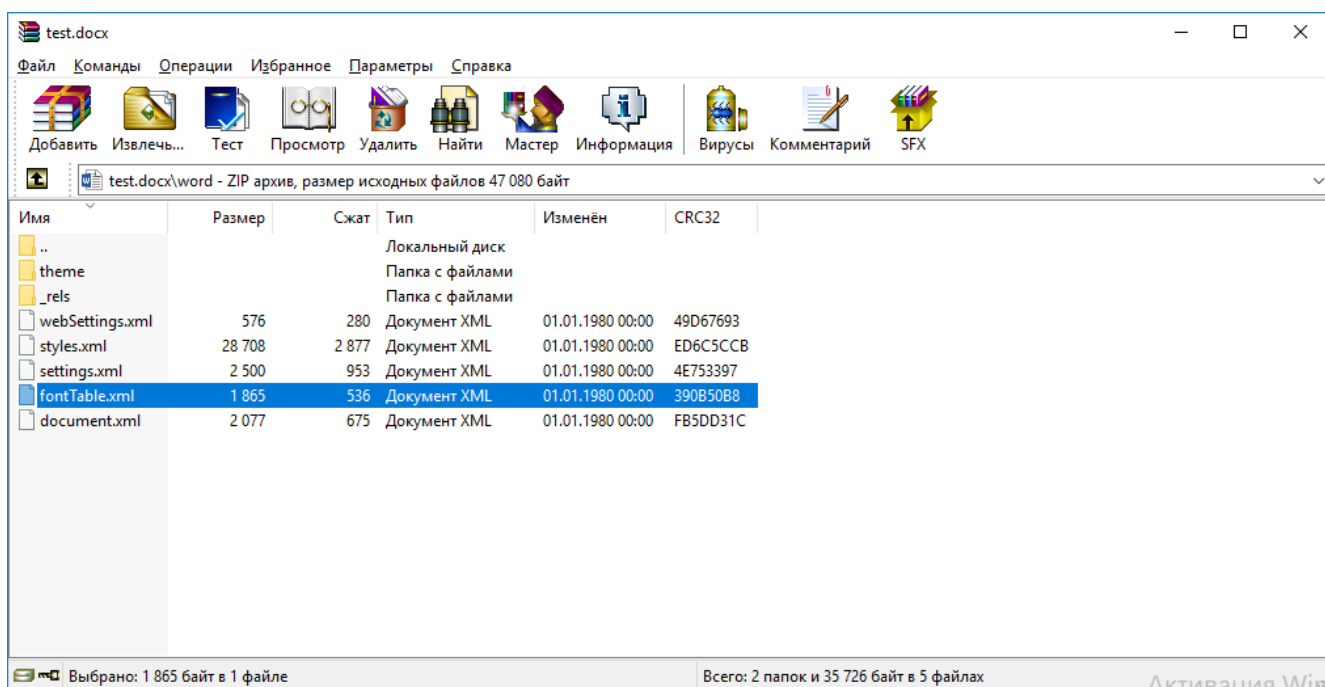 test.docx
Файл Команды Операции Избранное Параметры Справка
Добавить Извлечь... Тест Просмотр Удалить Найти Мастер Информация Вирусы Комментарий SFX
test.docx\word - ZIP архив, размер исходных файлов 47 080 байт
Имя Размер Сжат Тип Изменён CRC32
.. Локальный диск
theme Папка с файлами
_rels Папка с файлами
webSettings.xml 576 280 Документ XML 01.01.1980 00:00 49D67693
styles.xml 28 708 2 877 Документ XML 01.01.1980 00:00 ED6C5CCB
settings.xml 2 500 953 Документ XML 01.01.1980 00:00 4E753397
fontTable.xml 1 865 536 Документ XML 01.01.1980 00:00 390B50B8
document.xml 2 077 675 Документ XML 01.01.1980 00:00 FB5DD31C
Выбрано: 1 865 байт в 1 файле Всего: 2 папок и 35 726 байт в 5 файлах